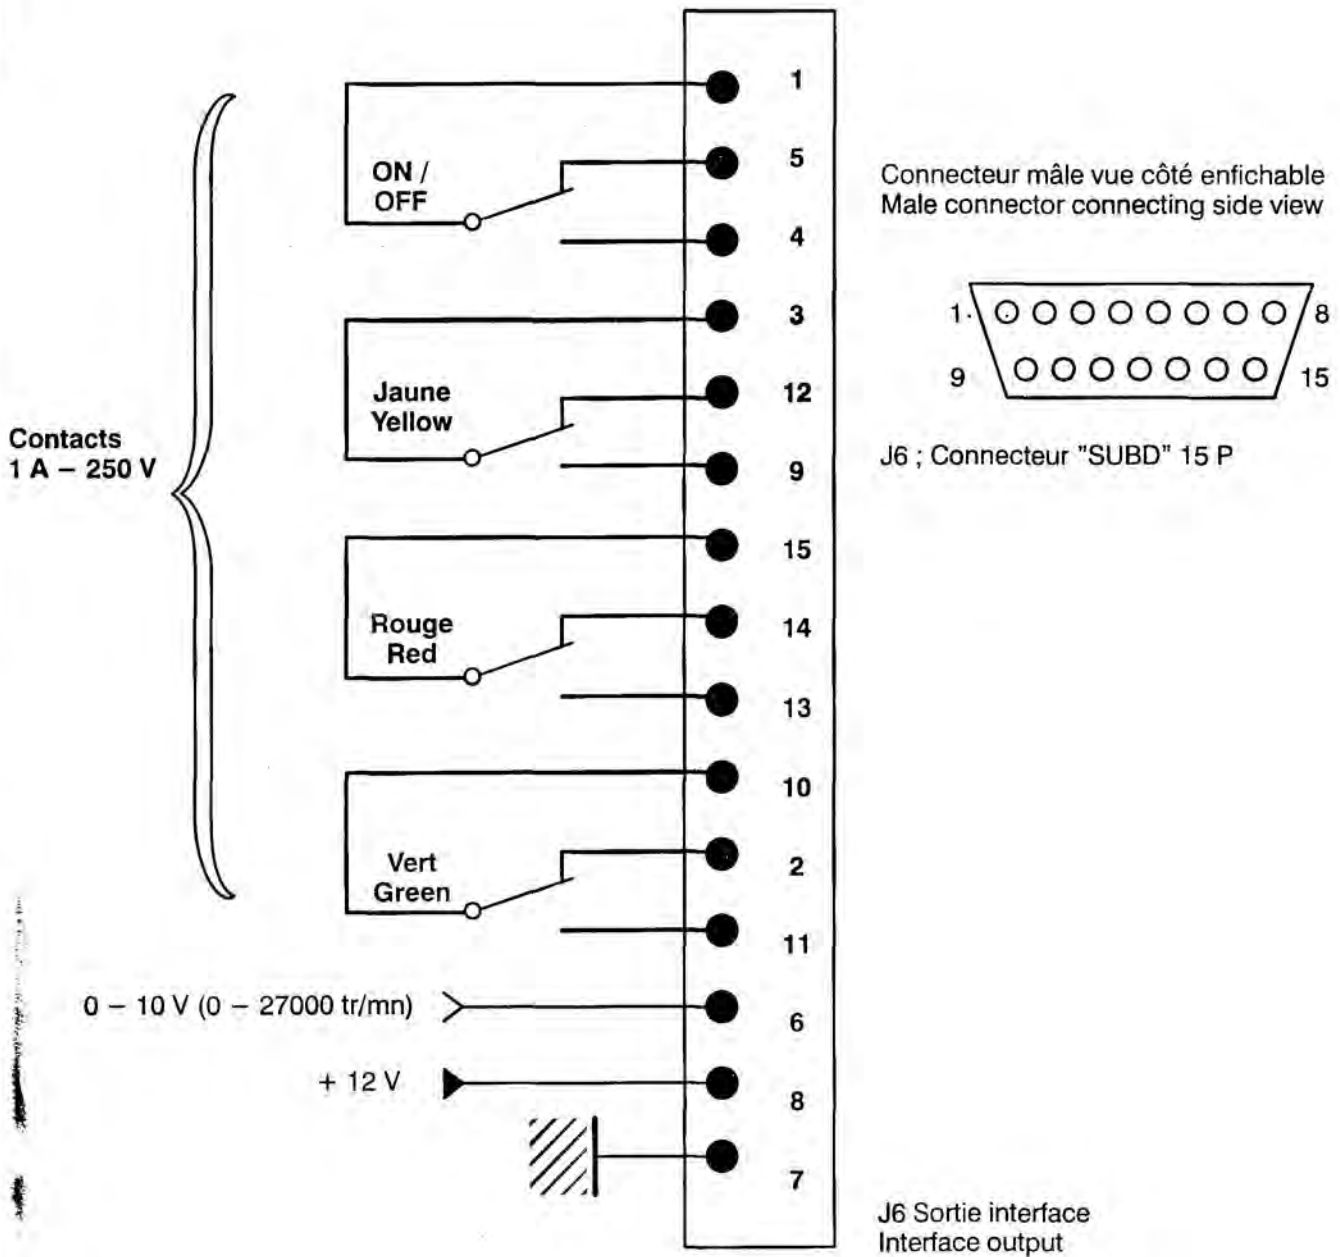 1
5
4
3
12
9
15
14
13
10
2
11
6
8
7
ON /
OFF
Jaune
Yellow
Rouge
Red
Vert
Green
Contacts
1 A – 250 V
0 – 10 V (0 – 27000 tr/mn)
+ 12 V
Connecteur mâle vue côté enfichable
Male connector connecting side view
1.
8
9
15
J6 ; Connecteur "SUBD" 15 P
J6 Sortie interface
Interface output